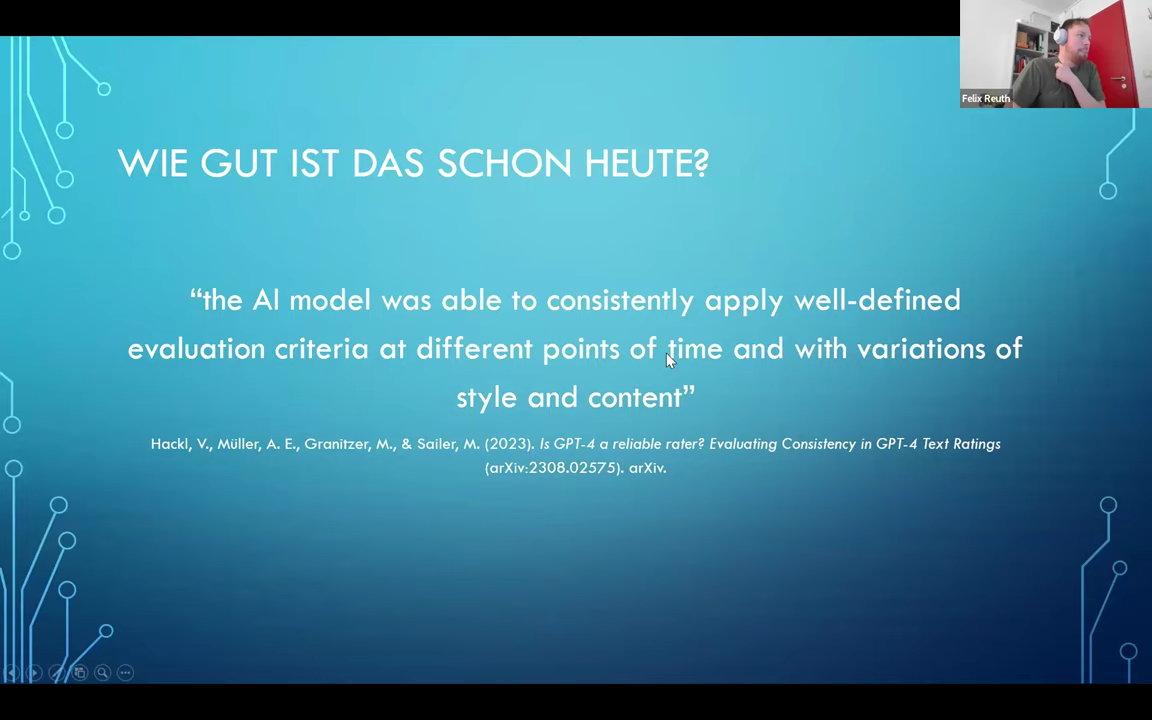 Felix Reuth
WIE GUT IST DAS SCHON HEUTE?
“the AI model was able to consistently apply well-defined
evaluation criteria at different points of time and with variations of
style and content”
Hackl, V., Müller, A. E., Granitzer, M., & Sailer, M. (2023). Is GPT-4 a reliable rater? Evaluating Consistency in GPT-4 Text Ratings
(arXiv:2308.02575). arXiv.